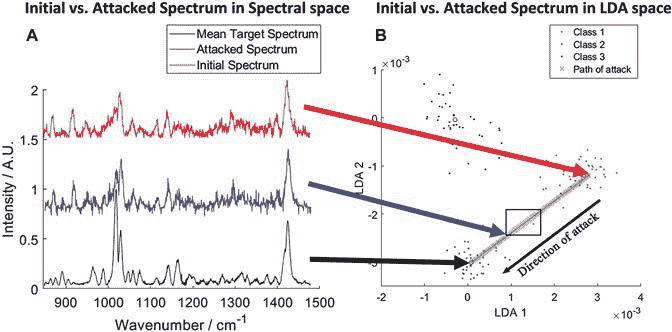 Initial vs. Attacked Spectrum in Spectral space
Initial vs. Attacked Spectrum in LDA space
A
Mean Target Spectrum
Attacked Spectrum
Initial Spectrum
2
1.5
1
0.5
0
Intensity / A.U.
900 1000 1100 1200 1300 1400 1500
Wavenumber / cm⁻¹
B
×10⁻³
Class 1
Class 2
Class 3
Path of attack
1
0
-1
-2
-3
LDA 2
Direction of attack
-2 -1 0 1 2 3 4
LDA 1
×10⁻³